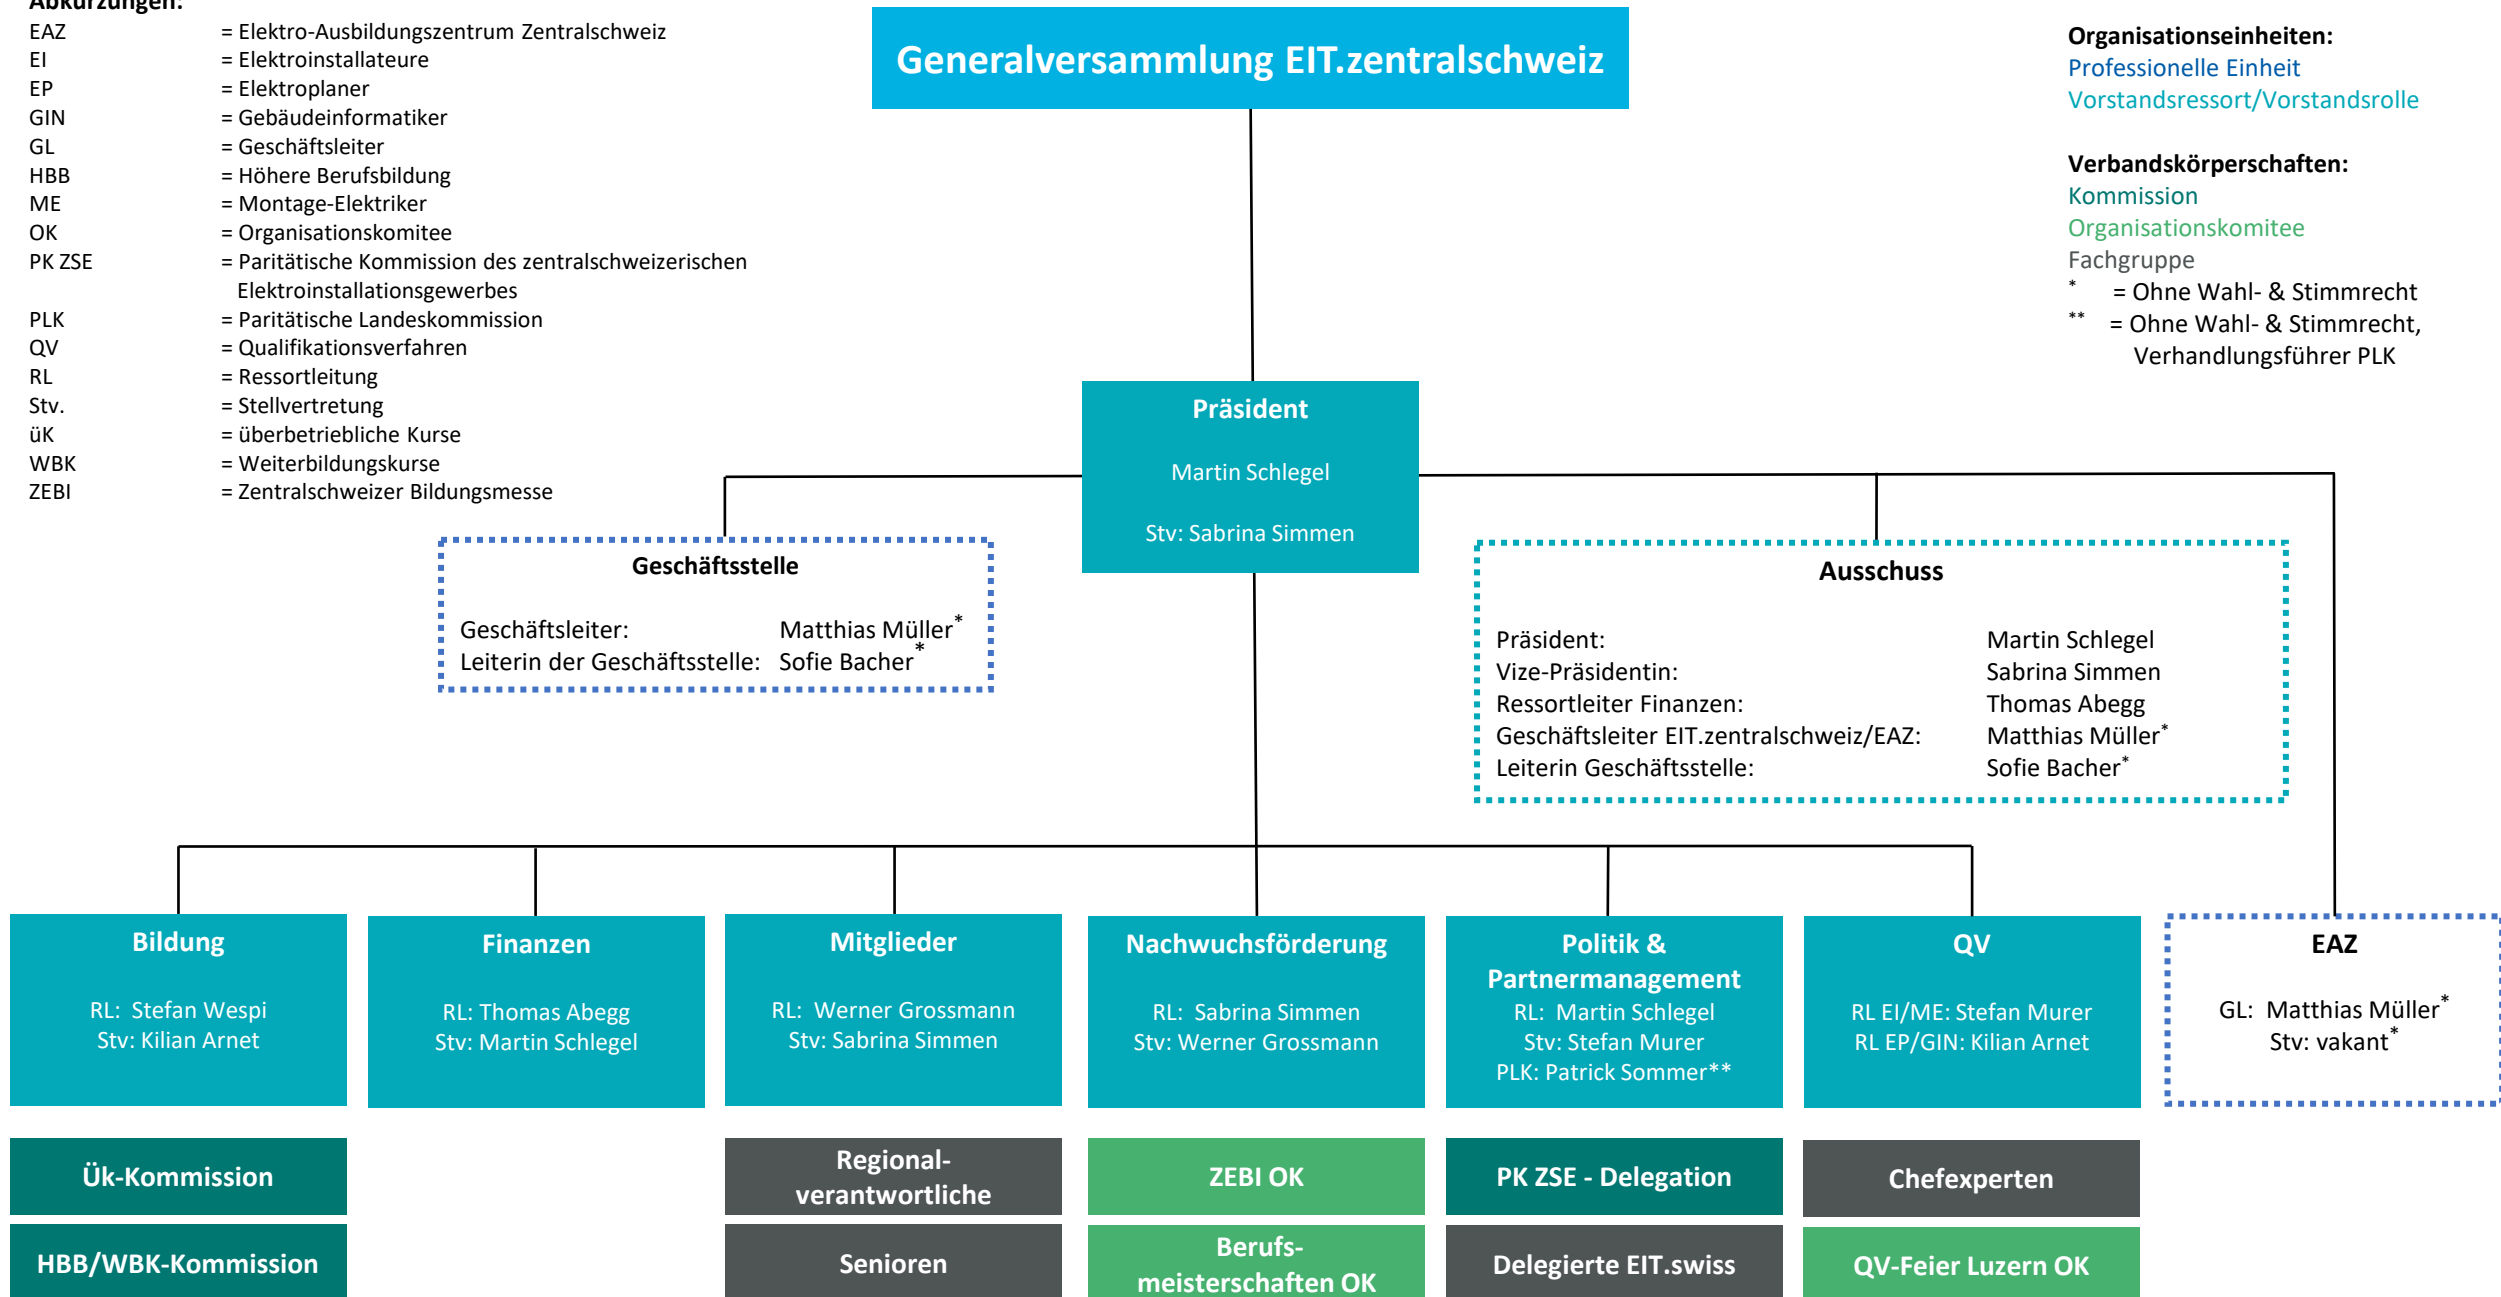 Abkürzungen:
EAZ = Elektro-Ausbildungszentrum Zentralschweiz
EI = Elektroinstallateure
EP = Elektroplaner
GIN = Gebäudeinformatiker
GL = Geschäftsleiter
HBB = Höhere Berufsbildung
ME = Montage-Elektriker
OK = Organisationskomitee
PK ZSE = Paritätische Kommission des zentralschweizerischen
Elektroinstallationsgewerbes
PLK = Paritätische Landeskommission
QV = Qualifikationsverfahren
RL = Ressortleitung
Stv. = Stellvertretung
üK = überbetriebliche Kurse
WBK = Weiterbildungskurse
ZEBI = Zentralschweizer Bildungsmesse
Generalversammlung EIT.zentralschweiz
Organisationseinheiten:
Professionelle Einheit
Vorstandsressort/Vorstandsrolle
Verbandskörperschaften:
Kommission
Organisationskomitee
Fachgruppe
* = Ohne Wahl- & Stimmrecht
** = Ohne Wahl- & Stimmrecht,
Verhandlungsführer PLK
Präsident
Martin Schlegel
Stv: Sabrina Simmen
Geschäftsstelle
Geschäftsleiter: Matthias Müller*
Leiterin der Geschäftsstelle: Sofie Bacher*
Ausschuss
Präsident: Martin Schlegel
Vize-Präsidentin: Sabrina Simmen
Ressortleiter Finanzen: Thomas Abegg
Geschäftsleiter EIT.zentralschweiz/EAZ: Matthias Müller*
Leiterin Geschäftsstelle: Sofie Bacher*
Bildung
RL: Stefan Wespi
Stv: Kilian Arnet
Finanzen
RL: Thomas Abegg
Stv: Martin Schlegel
Mitglieder
RL: Werner Grossmann
Stv: Sabrina Simmen
Nachwuchsförderung
RL: Sabrina Simmen
Stv: Werner Grossmann
Politik &
Partnermanagement
RL: Martin Schlegel
Stv: Stefan Murer
PLK: Patrick Sommer**
QV
RL EI/ME: Stefan Murer
RL EP/GIN: Kilian Arnet
EAZ
GL: Matthias Müller*
Stv: vakant*
Ük-Kommission
HBB/WBK-Kommission
Regional-
verantwortliche
Senioren
ZEBI OK
Berufs-
meisterschaften OK
PK ZSE - Delegation
Delegierte EIT.swiss
Chefexperten
QV-Feier Luzern OK